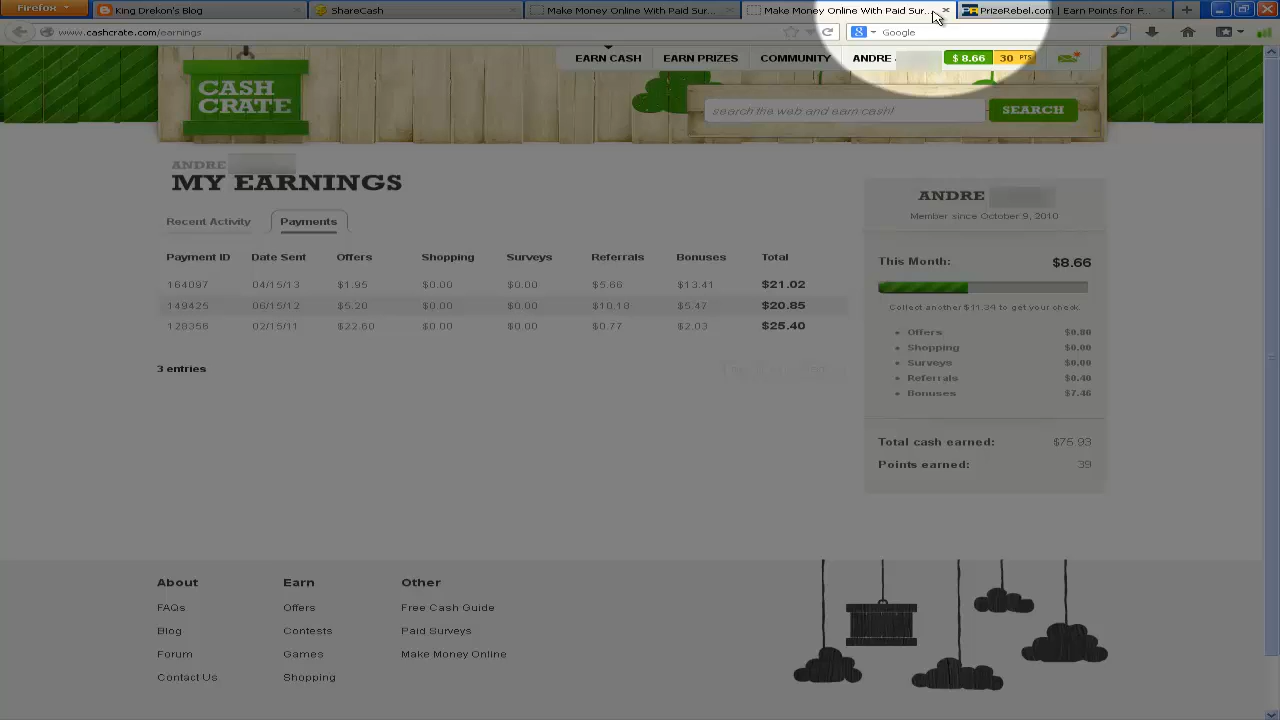 Firefox
King Drekon's Blog
ShareCash
Make Money Online With Paid Sur...
Make Money Online With Paid Sur...
PrizeRebel.com | Earn Points for F...
www.cashcrate.com/earnings
Google
EARN CASH
EARN PRIZES
COMMUNITY
ANDRE
$ 8.66
30 PTS
CASH
CRATE
search the web and earn cash!
SEARCH
ANDRE
MY EARNINGS
Recent Activity
Payments
Payment ID Date Sent Offers Shopping Surveys Referrals Bonuses Total
164097 04/15/13 $1.95 $0.00 $0.00 $5.66 $13.41 $21.02
149425 06/15/12 $5.20 $0.00 $0.00 $10.18 $5.47 $20.85
120356 02/15/11 $22.60 $0.00 $0.00 $0.77 $2.03 $25.40
3 entries
ANDRE
Member since October 9, 2010
This Month: $8.66
Collect another $11.34 to get your check.
Offers $0.80
Shopping $0.00
Surveys $0.00
Referrals $0.40
Bonuses $7.46
Total cash earned: $75.93
Points earned: 39
About
FAQs
Blog
Forum
Contact Us
Earn
Offers
Contests
Games
Shopping
Other
Free Cash Guide
Paid Surveys
Make Money Online